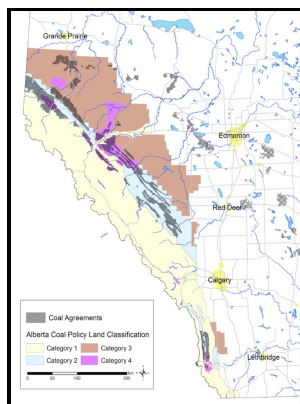 Grande Prairie
Edmonton
Red Deer
Calgary
Lethbridge
Coal Agreements
Alberta Coal Policy Land Classification
Category 1 Category 3
Category 2 Category 4
0 50 100 200
km